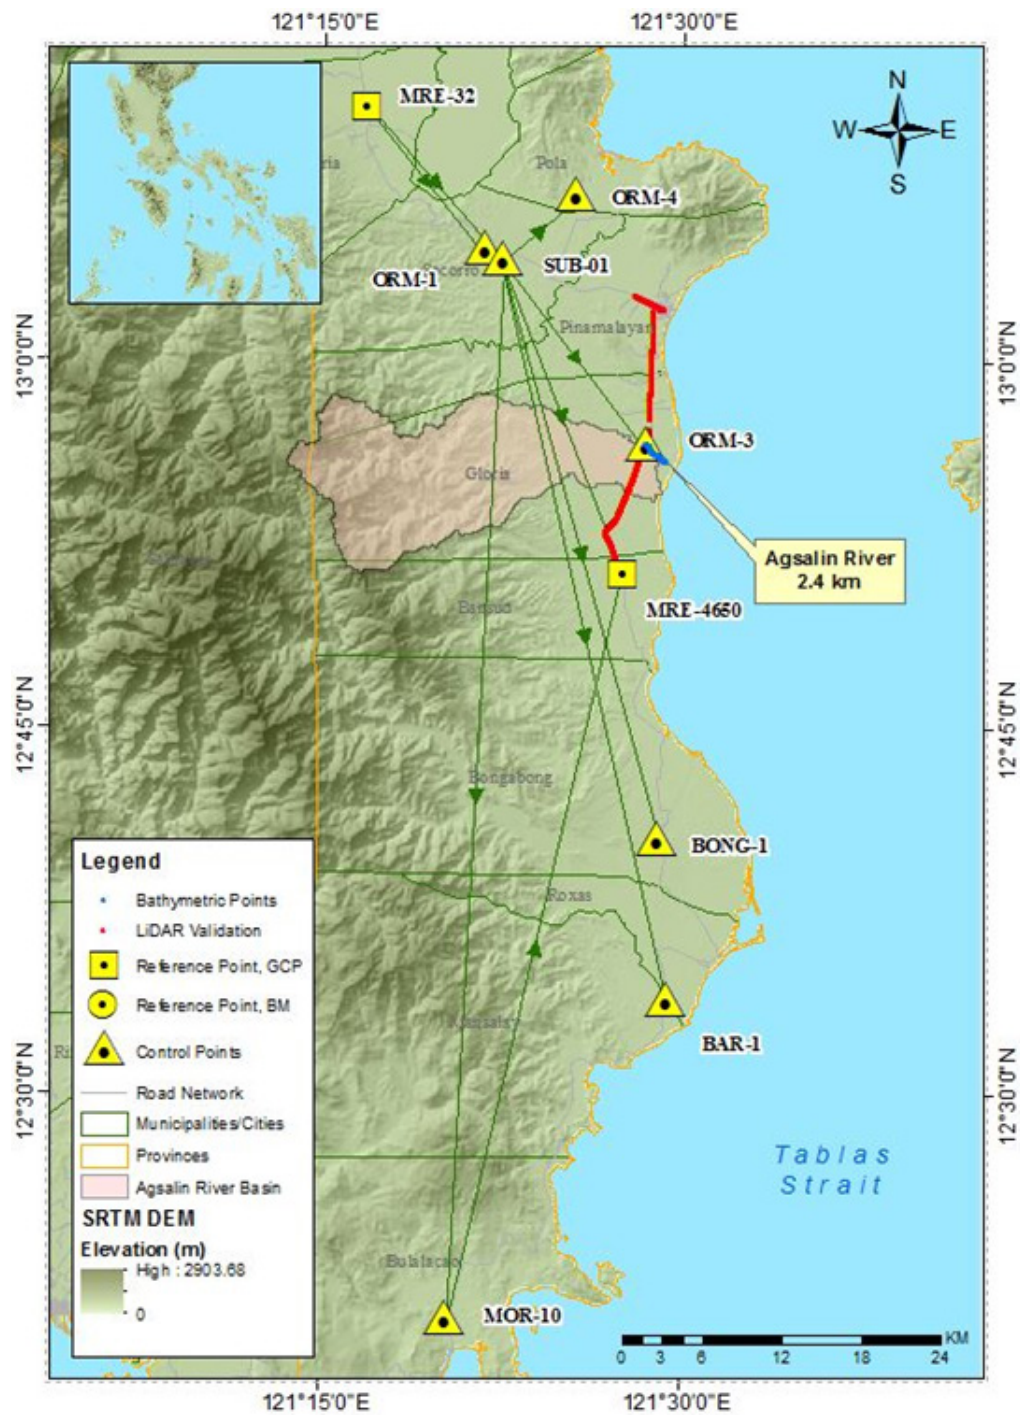 121°15'0"E
121°30'0"E
MRE-32
N
W
E
S
ria
Pola
ORM-4
ORM-1
Socorro
SUB-01
Pinamalayan
13°0'0"N
13°0'0"N
ORM-3
Gloria
Agsalin River
2.4 km
MRE-4650
Bansud
12°45'0"N
12°45'0"N
Bongabong
BONG-1
Roxas
Mansalay
BAR-1
12°30'0"N
12°30'0"N
Legend
Bathymetric Points
LiDAR Validation
Reference Point, GCP
Reference Point, BM
Control Points
Road Network
Municipalities/Cities
Provinces
Agsalin River Basin
SRTM DEM
Elevation (m)
High : 2903.68
0
Ri
Tablas
Strait
Bulalacao
MOR-10
KM
0 3 6 12 18 24
121°15'0"E
121°30'0"E